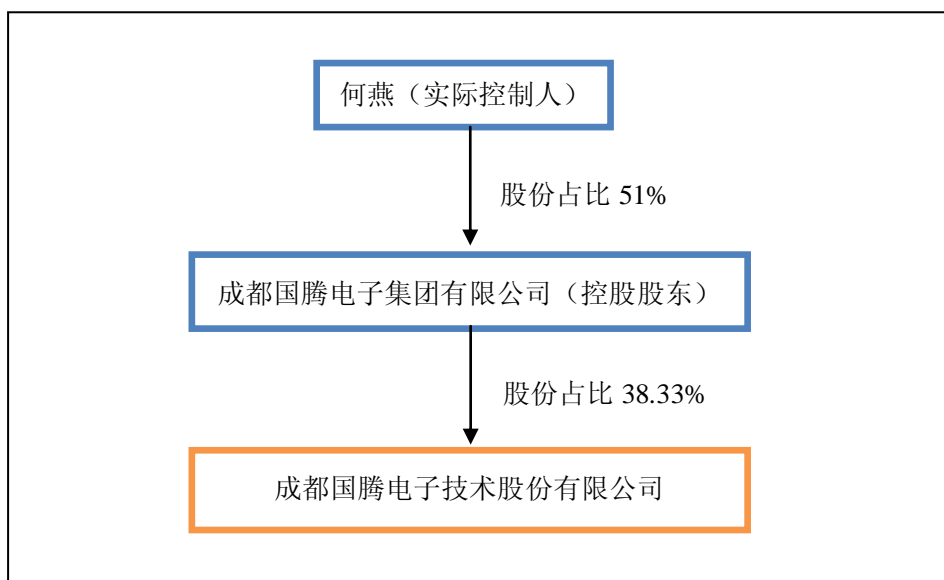 何燕（实际控制人）
股份占比 51%
成都国腾电子集团有限公司（控股股东）
股份占比 38.33%
成都国腾电子技术股份有限公司